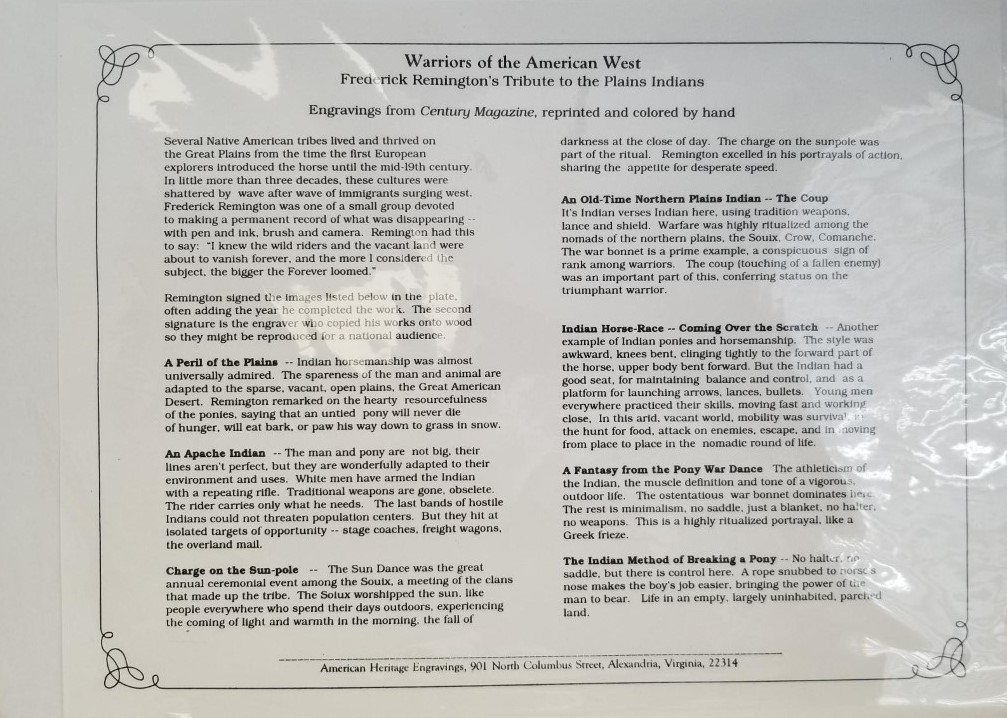 Warriors of the American West
Frederick Remington's Tribute to the Plains Indians
Engravings from Century Magazine, reprinted and colored by hand
Several Native American tribes lived and thrived on
the Great Plains from the time the first European
explorers introduced the horse until the mid-19th century.
In little more than three decades, these cultures were
shattered by wave after wave of immigrants surging west.
Frederick Remington was one of a small group devoted
to making a permanent record of what was disappearing --
with pen and ink, brush and camera. Remington had this
to say: "I knew the wild riders and the vacant land were
about to vanish forever, and the more I considered the
subject, the bigger the Forever loomed."
Remington signed the images listed below in the plate,
often adding the year he completed the work. The second
signature is the engraver who copied his works onto wood
so they might be reproduced for a national audience.
A Peril of the Plains -- Indian horsemanship was almost
universally admired. The spareness of the man and animal are
adapted to the sparse, vacant, open plains, the Great American
Desert. Remington remarked on the hearty resourcefulness
of the ponies, saying that an untied pony will never die
of hunger, will eat bark, or paw his way down to grass in snow.
An Apache Indian -- The man and pony are not big, their
lines aren't perfect, but they are wonderfully adapted to their
environment and uses. White men have armed the Indian
with a repeating rifle. Traditional weapons are gone, obselete.
The rider carries only what he needs. The last bands of hostile
Indians could not threaten population centers. But they hit at
isolated targets of opportunity -- stage coaches, freight wagons,
the overland mail.
Charge on the Sun-pole -- The Sun Dance was the great
annual ceremonial event among the Souix, a meeting of the clans
that made up the tribe. The Soiux worshipped the sun, like
people everywhere who spend their days outdoors, experiencing
the coming of light and warmth in the morning, the fall of
darkness at the close of day. The charge on the sunpole was
part of the ritual. Remington excelled in his portrayals of action,
sharing the appetite for desperate speed.
An Old-Time Northern Plains Indian -- The Coup
It's Indian verses Indian here, using tradition weapons,
lance and shield. Warfare was highly ritualized among the
nomads of the northern plains, the Souix, Crow, Comanche.
The war bonnet is a prime example, a conspicuous sign of
rank among warriors. The coup (touching of a fallen enemy)
was an important part of this, conferring status on the
triumphant warrior.
Indian Horse-Race -- Coming Over the Scratch -- Another
example of Indian ponies and horsemanship. The style was
awkward, knees bent, clinging tightly to the forward part of
the horse, upper body bent forward. But the Indian had a
good seat, for maintaining balance and control, and as a
platform for launching arrows, lances, bullets. Young men
everywhere practiced their skills, moving fast and working
close, In this arid, vacant world, mobility was survival, in
the hunt for food, attack on enemies, escape, and in moving
from place to place in the nomadic round of life.
A Fantasy from the Pony War Dance The athleticism of
the Indian, the muscle definition and tone of a vigorous,
outdoor life. The ostentatious war bonnet dominates here.
The rest is minimalism, no saddle, just a blanket, no halter,
no weapons. This is a highly ritualized portrayal, like a
Greek frieze.
The Indian Method of Breaking a Pony -- No halter, no
saddle, but there is control here. A rope snubbed to horse's
nose makes the boy's job easier, bringing the power of the
man to bear. Life in an empty, largely uninhabited, parched
land.
American Heritage Engravings, 901 North Columbus Street, Alexandria, Virginia, 22314